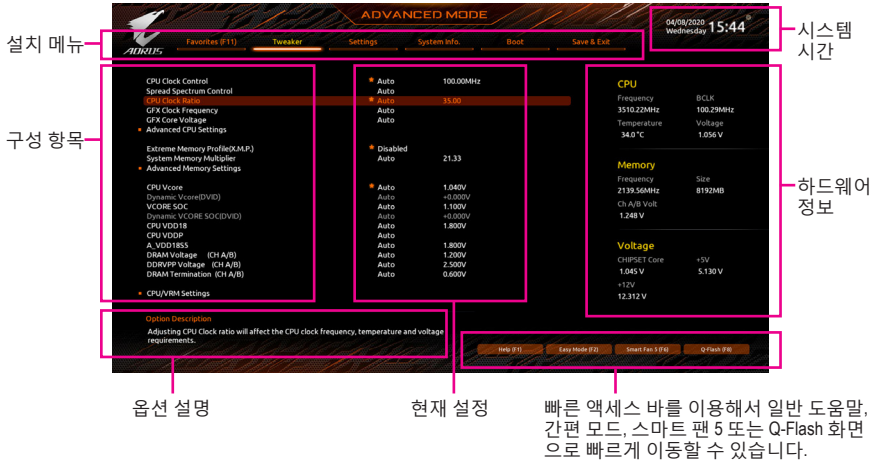 ADVANCED MODE
04/08/2020
Wednesday 15:44
시스템
시간
설치 메뉴
AORUS
Favorites (F11) Tweaker Settings System Info. Boot Save & Exit
구성 항목
CPU Clock Control Auto 100.00MHz
Spread Spectrum Control Auto
CPU Clock Ratio Auto 35.00
GFX Clock Frequency Auto
GFX Core Voltage Auto
Advanced CPU Settings
Extreme Memory Profile(X.M.P.) Disabled
System Memory Multiplier Auto 21.33
Advanced Memory Settings
CPU Vcore Auto 1.040V
Dynamic Vcore(DVID) Auto +0.000V
VCORE SOC Auto 1.100V
Dynamic VCORE SOC(DVID) Auto +0.000V
CPU VDD18 Auto 1.800V
CPU VDDP Auto
A_VDD18S5 Auto 1.800V
DRAM Voltage (CH A/B) Auto 1.200V
DDRVPP Voltage (CH A/B) Auto 2.500V
DRAM Termination (CH A/B) Auto 0.600V
CPU/VRM Settings
CPU
Frequency BCLK
3510.22MHz 100.29MHz
Temperature Voltage
34.0 °C 1.056 V
Memory
Frequency Size
2139.56MHz 8192MB
Ch A/B Volt
1.248 V
Voltage
CHIPSET Core +5V
1.045 V 5.130 V
+12V
12.312 V
하드웨어
정보
Option Description
Adjusting CPU Clock ratio will affect the CPU clock frequency, temperature and voltage
requirements.
Help (F1) Easy Mode (F2) Smart Fan 5 (F6) Q-Flash (F8)
옵션 설명
현재 설정
빠른 액세스 바를 이용해서 일반 도움말,
간편 모드, 스마트 팬 5 또는 Q-Flash 화면
으로 빠르게 이동할 수 있습니다.